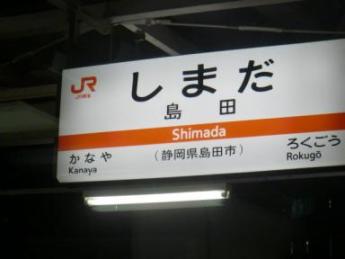 JR
JR東海
しまだ
島田
Shimada
(静岡県島田市)
かなや
Kanaya
ろくごう
Rokugō